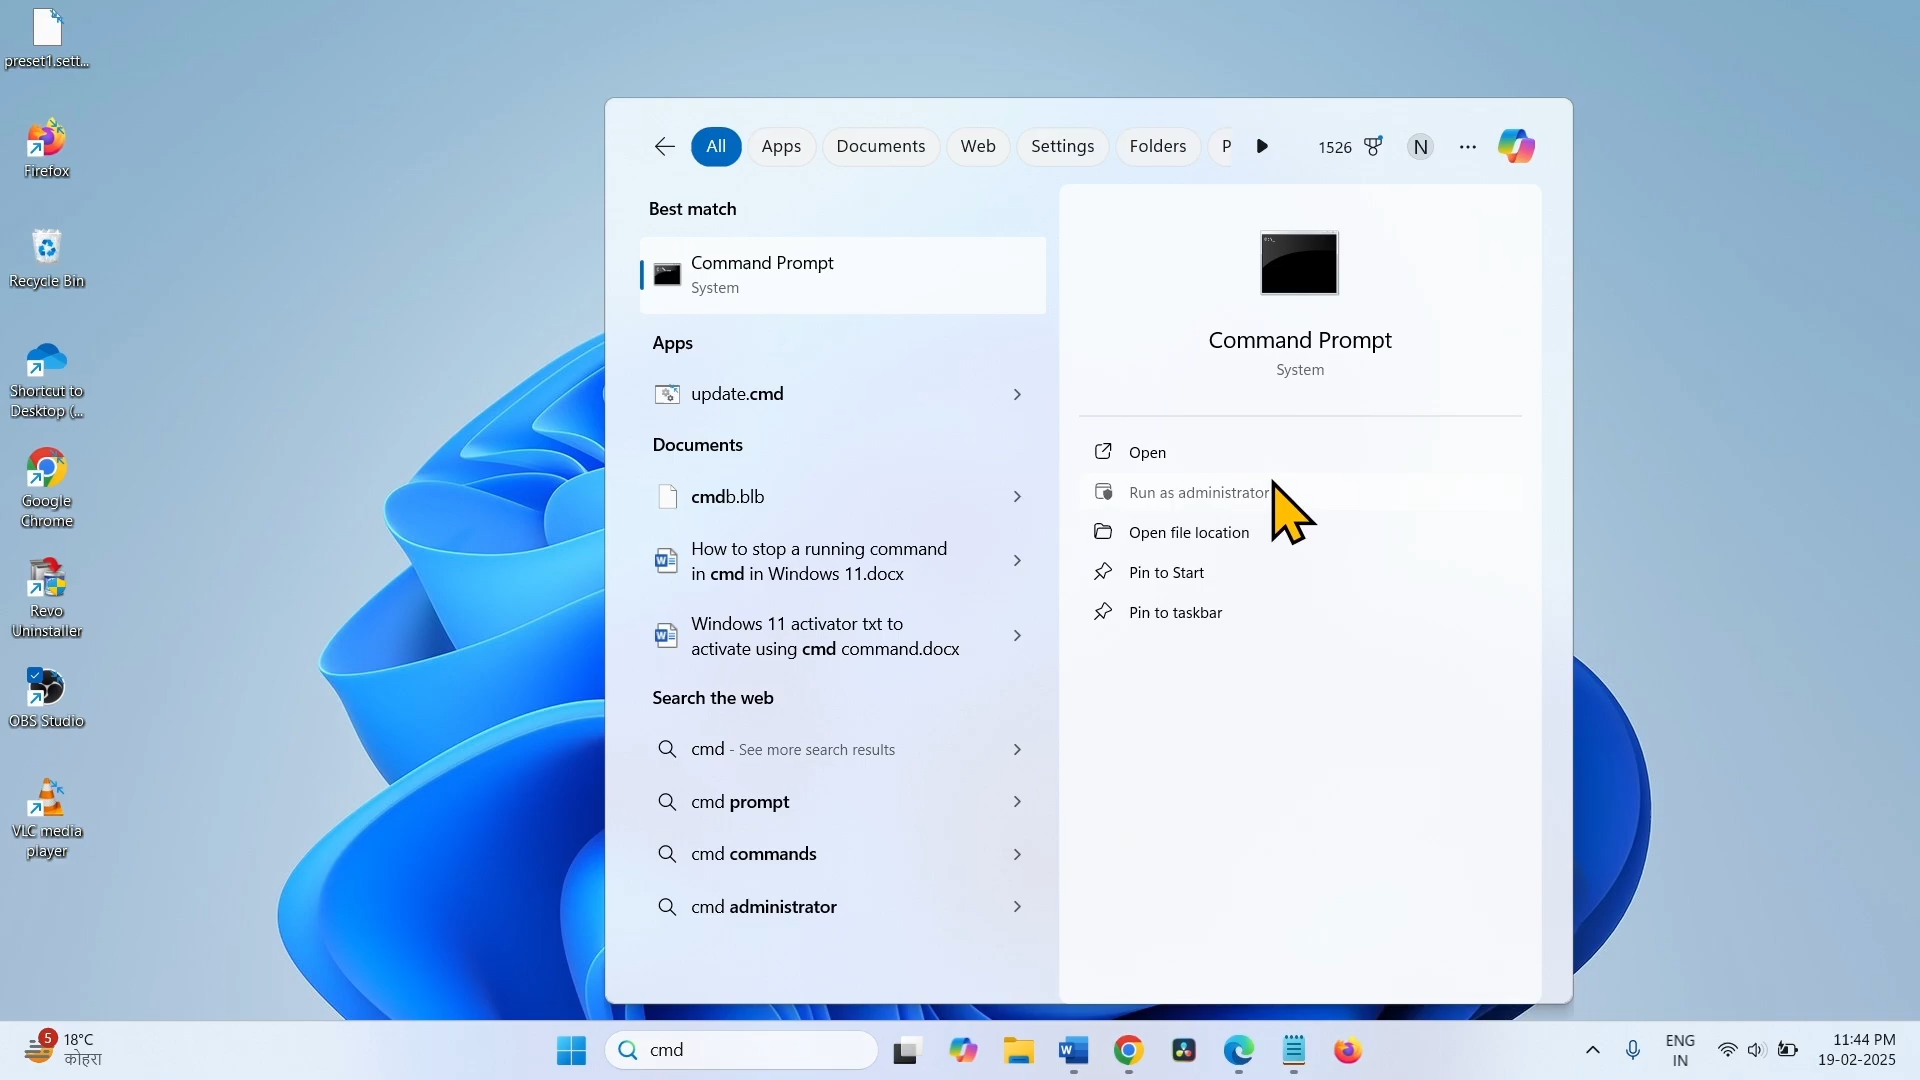 preset1.sett...
Firefox
Recycle Bin
Shortcut to
Desktop (...
Google
Chrome
Revo
Uninstaller
OBS Studio
VLC media
player
All
Apps
Documents
Web
Settings
Folders
P
1526
N
Best match
Command Prompt
System
Apps
update.cmd
Documents
cmdb.blb
How to stop a running command
in cmd in Windows 11.docx
Windows 11 activator txt to
activate using cmd command.docx
Search the web
cmd - See more search results
cmd prompt
cmd commands
cmd administrator
Command Prompt
System
Open
Run as administrator
Open file location
Pin to Start
Pin to taskbar
5
18°C
कोहरा
cmd
ENG
IN
11:44 PM
19-02-2025